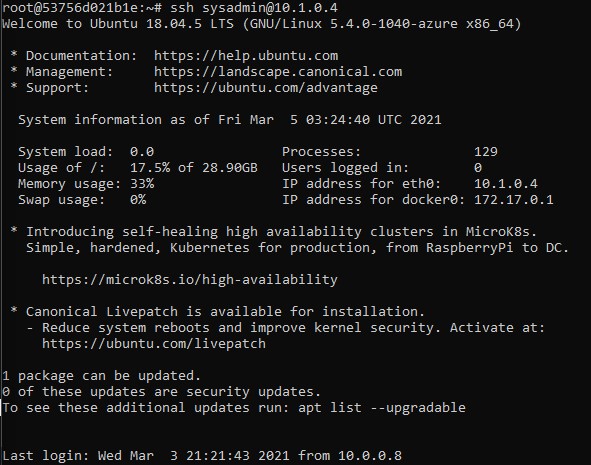 root@53756d021b1e:~# ssh sysadmin@10.1.0.4
Welcome to Ubuntu 18.04.5 LTS (GNU/Linux 5.4.0-1040-azure x86_64)

 * Documentation:  https://help.ubuntu.com
 * Management:     https://landscape.canonical.com
 * Support:        https://ubuntu.com/advantage

  System information as of Fri Mar  5 03:24:40 UTC 2021

  System load:  0.0                Processes:              129
  Usage of /:   17.5% of 28.90GB   Users logged in:        0
  Memory usage: 33%                IP address for eth0:    10.1.0.4
  Swap usage:   0%                 IP address for docker0: 172.17.0.1

 * Introducing self-healing high availability clusters in MicroK8s.
   Simple, hardened, Kubernetes for production, from RaspberryPi to DC.

     https://microk8s.io/high-availability

 * Canonical Livepatch is available for installation.
   - Reduce system reboots and improve kernel security. Activate at:
     https://ubuntu.com/livepatch

1 package can be updated.
0 of these updates are security updates.
To see these additional updates run: apt list --upgradable

Last login: Wed Mar  3 21:21:43 2021 from 10.0.0.8